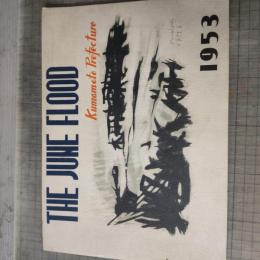 THE JUNE FLOOD
Kumamoto Prefecture
1953